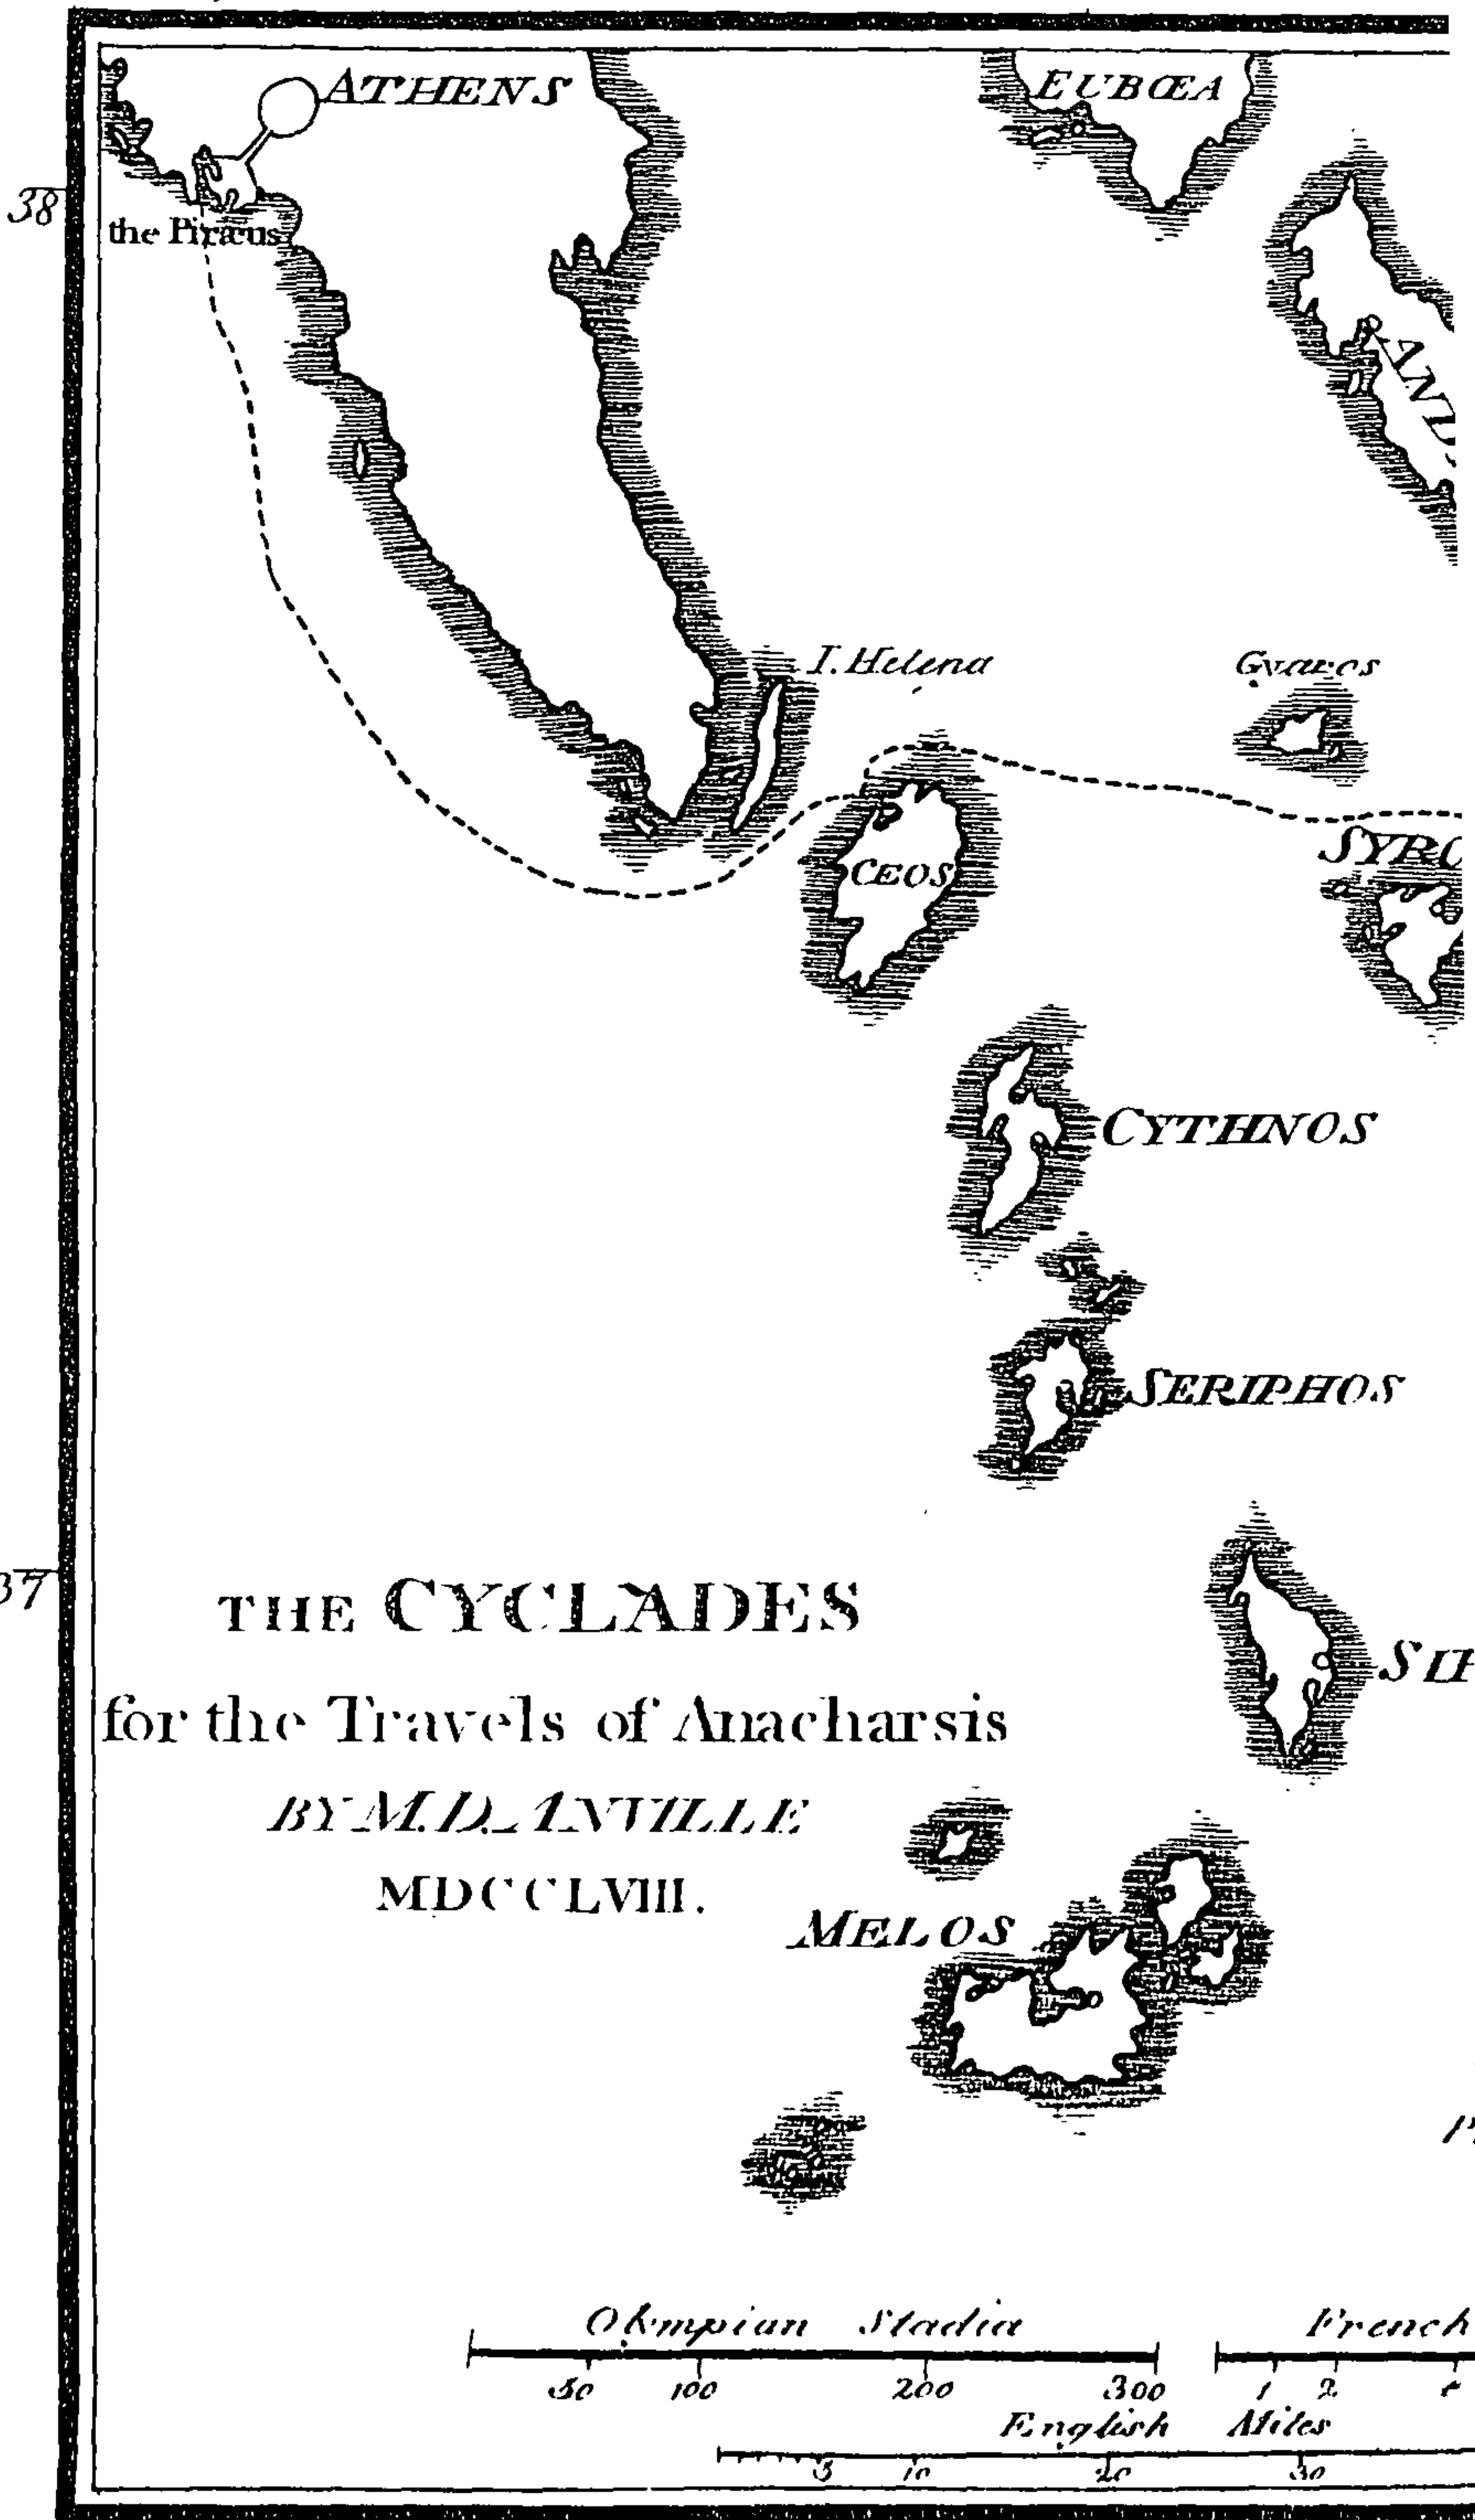 ATHENS
EUBŒA
38
the Piræus
I. Helena
Gyaros
SYRO
CEOS
CYTHNOS
SERIPHOS
37
THE CYCLADES
for the Travels of Anacharsis
BY M. D. ANVILLE
MDCCLVIII.
MELOS
Olympian Stadia
French
50 100 200 300
1 2
English Miles
5 10 20 30